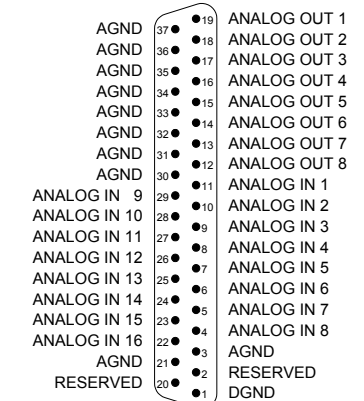 19 ANALOG OUT 1
AGND 37
18 ANALOG OUT 2
AGND 36
17 ANALOG OUT 3
AGND 35
16 ANALOG OUT 4
AGND 34
15 ANALOG OUT 5
AGND 33
14 ANALOG OUT 6
AGND 32
13 ANALOG OUT 7
AGND 31
12 ANALOG OUT 8
AGND 30
11 ANALOG IN 1
ANALOG IN 9 29
10 ANALOG IN 2
ANALOG IN 10 28
9 ANALOG IN 3
ANALOG IN 11 27
8 ANALOG IN 4
ANALOG IN 12 26
7 ANALOG IN 5
ANALOG IN 13 25
6 ANALOG IN 6
ANALOG IN 14 24
5 ANALOG IN 7
ANALOG IN 15 23
4 ANALOG IN 8
ANALOG IN 16 22
3 AGND
AGND 21
2 RESERVED
RESERVED 20
1 DGND